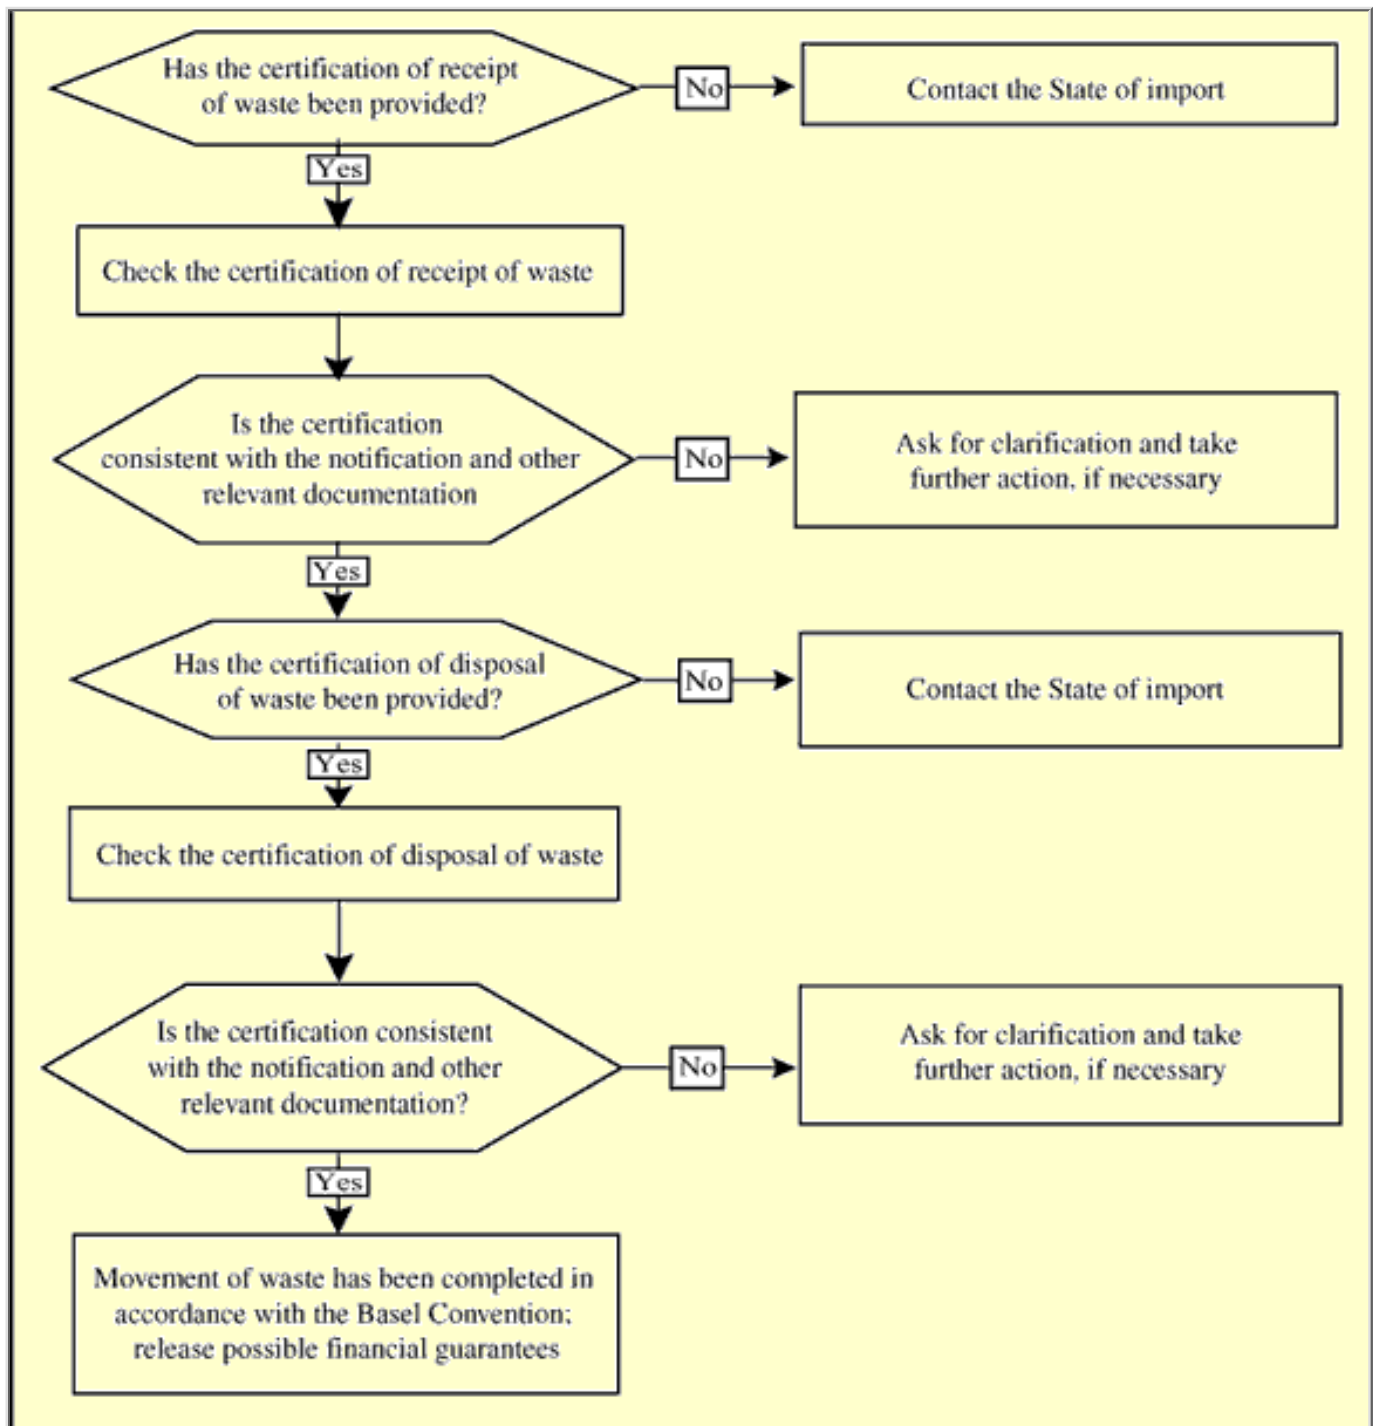 Has the certification of receipt
of waste been provided?
No
Contact the State of import
Yes
Check the certification of receipt of waste
Is the certification
consistent with the notification and other
relevant documentation
No
Ask for clarification and take
further action, if necessary
Yes
Has the certification of disposal
of waste been provided?
No
Contact the State of import
Yes
Check the certification of disposal of waste
Is the certification consistent
with the notification and other
relevant documentation?
No
Ask for clarification and take
further action, if necessary
Yes
Movement of waste has been completed in
accordance with the Basel Convention;
release possible financial guarantees